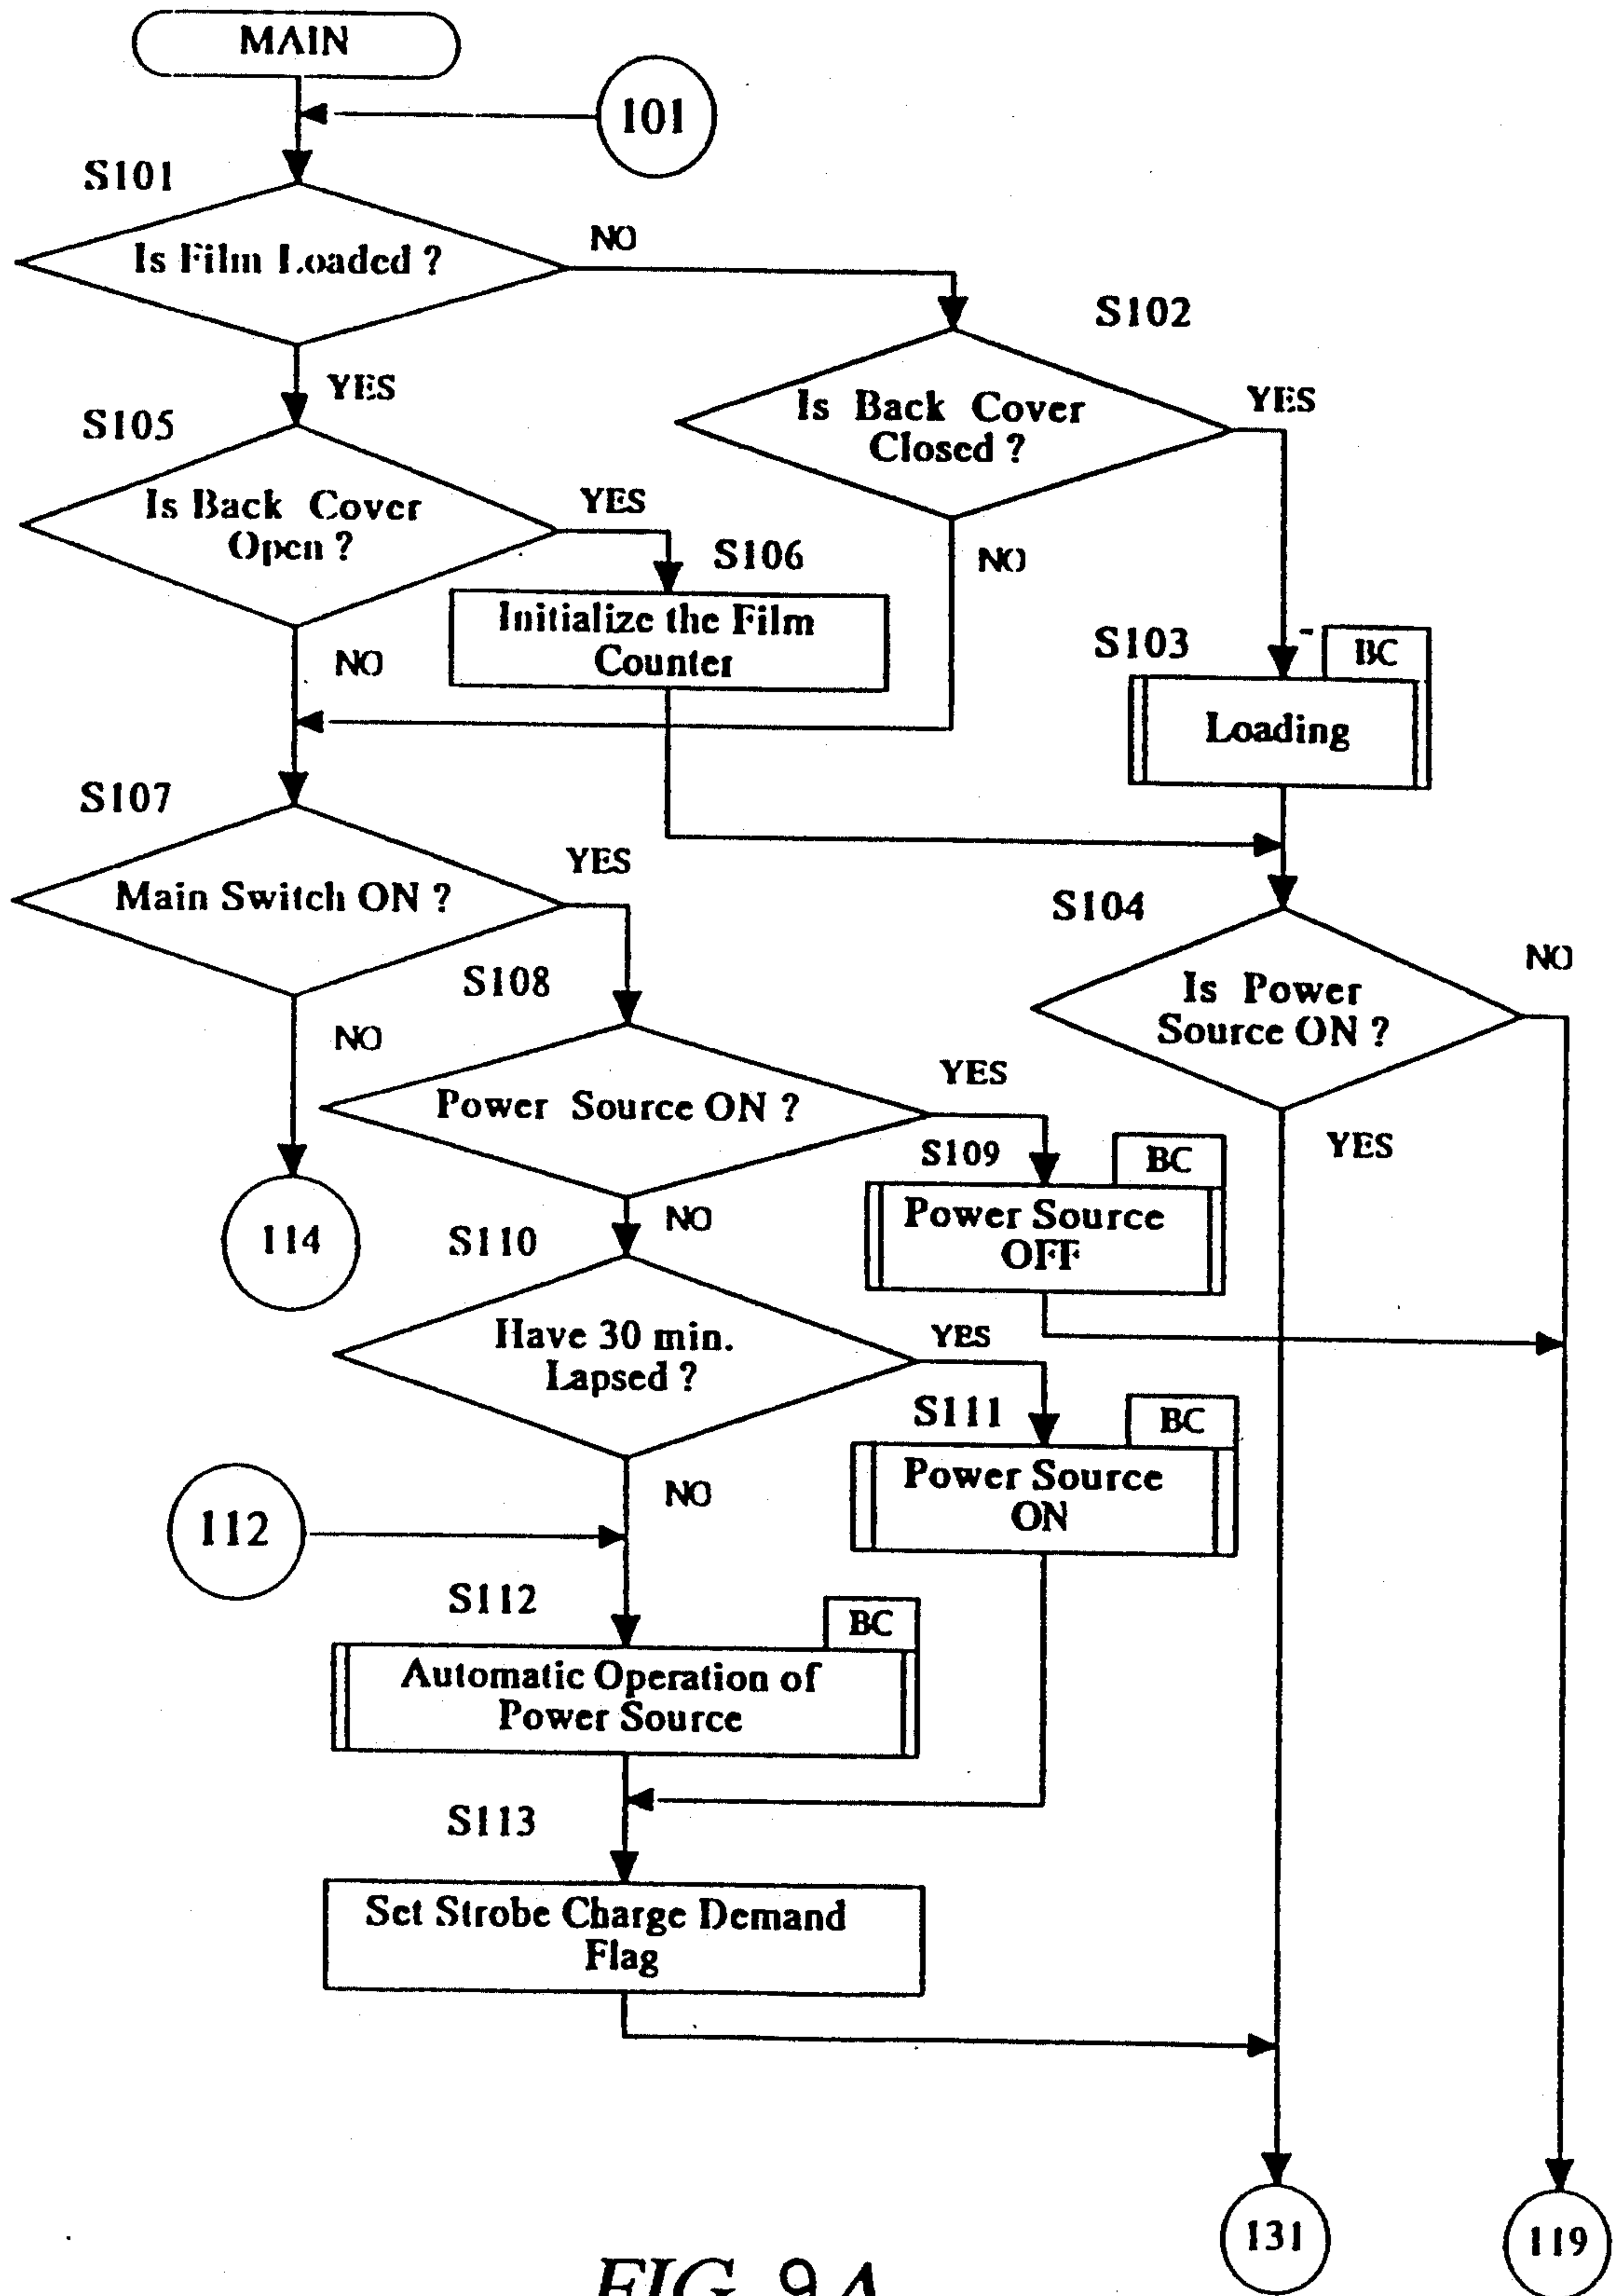 MAIN
101
S101
Is Film Loaded ?
NO
S102
YES
Is Back Cover
Closed ?
YES
S105
Is Back Cover
Open ?
YES
S106
NO
Initialize the Film
Counter
S103
BC
NO
Loading
S107
YES
Main Switch ON ?
S104
NO
S108
Is Power
Source ON ?
NO
YES
Power Source ON ?
YES
S109
BC
114
NO
S110
Power Source
OFF
Have 30 min.
Lapsed ?
YES
S111
BC
Power Source
ON
NO
112
S112
BC
Automatic Operation of
Power Source
S113
Set Strobe Charge Demand
Flag
131
119
FIG. 9A